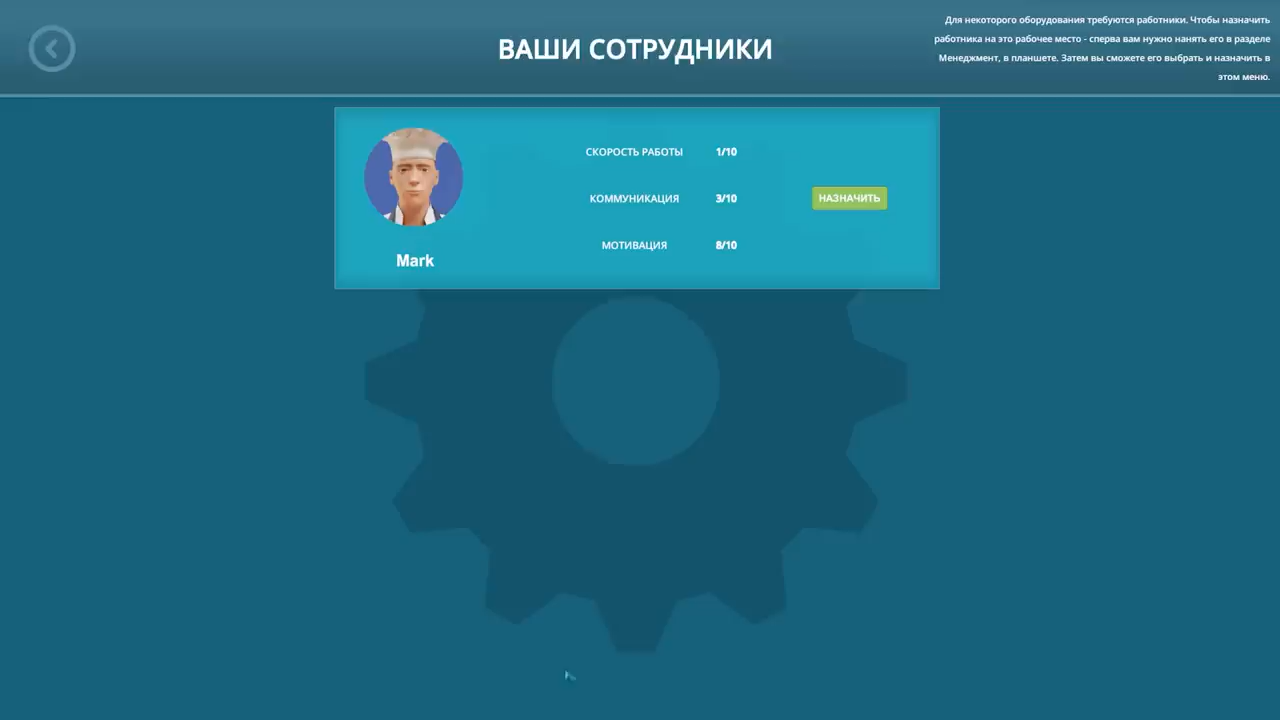 ВАШИ СОТРУДНИКИ
Для некоторого оборудования требуются работники. Чтобы назначить
работника на это рабочее место - сперва вам нужно нанять его в разделе
Менеджмент, в планшете. Затем вы сможете его выбрать и назначить в
этом меню.
СКОРОСТЬ РАБОТЫ 1/10
КОММУНИКАЦИЯ 3/10
НАЗНАЧИТЬ
МОТИВАЦИЯ 8/10
Mark